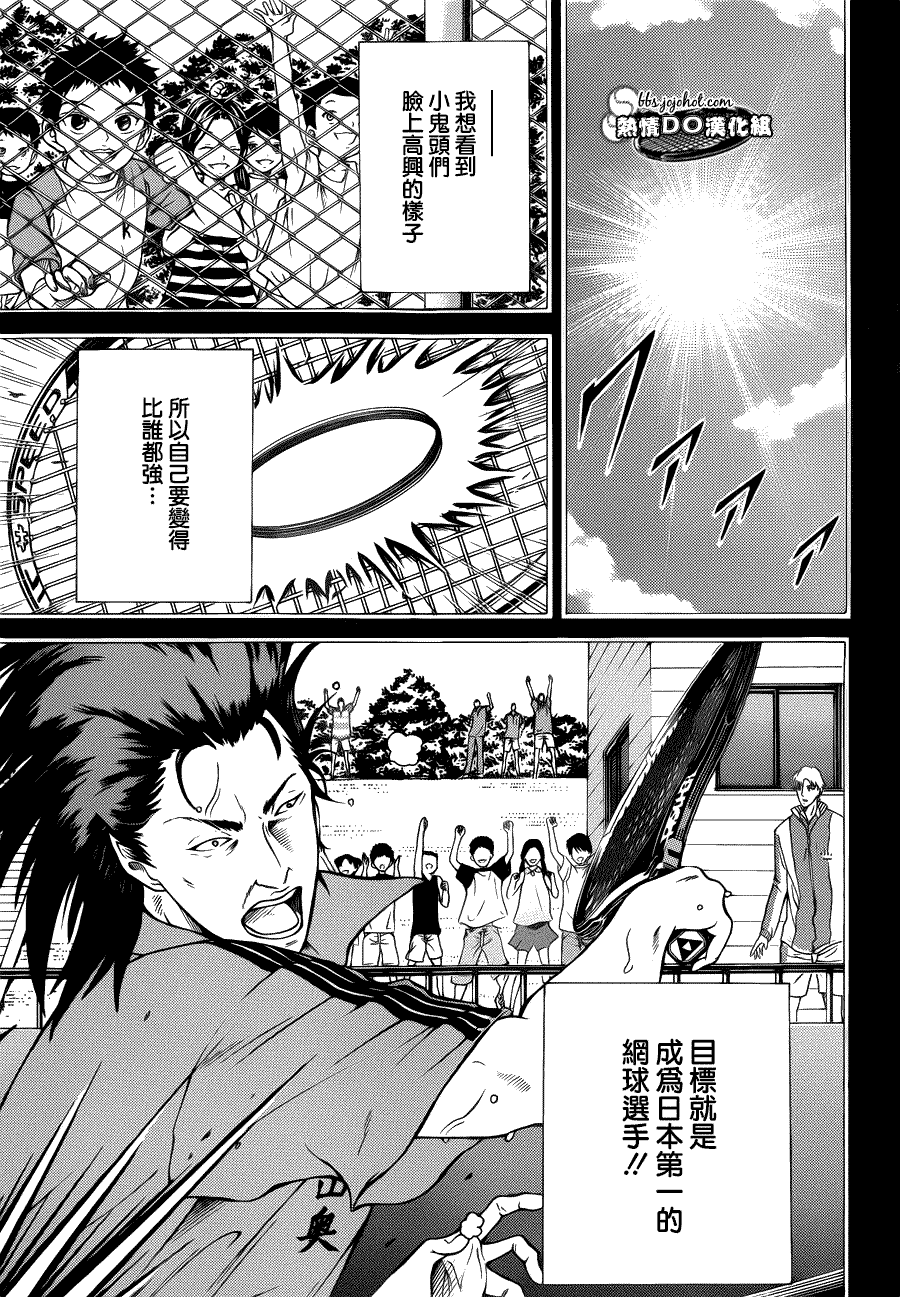 bbs.jojohot.com
熱情DO漢化組
我想看到
小鬼頭們
臉上高興的樣子
SPEED
所以自己要變得
比誰都強…
目標就是
成爲日本第一的
網球選手!!
山奥